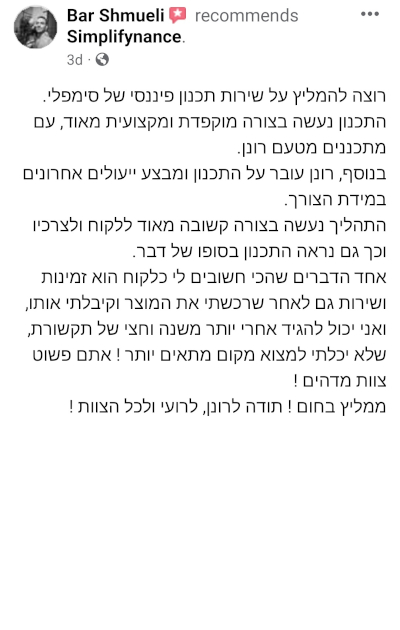 Bar Shmueli recommends
Simplifynance.
3d ·
רוצה להמליץ על שירות תכנון פיננסי של סימפלי.
התכנון נעשה בצורה מוקפדת ומקצועית מאוד, עם
מתכננים מטעם רונן.
בנוסף, רונן עובר על התכנון ומבצע ייעולים אחרונים
במידת הצורך.
התהליך נעשה בצורה קשובה מאוד ללקוח ולצרכיו
וכך גם נראה התכנון בסופו של דבר.
אחד הדברים שהכי חשובים לי כלקוח הוא זמינות
ושירות גם לאחר שרכשתי את המוצר וקיבלתי אותו,
ואני יכול להגיד אחרי יותר משנה וחצי של תקשורת,
שלא יכלתי למצוא מקום מתאים יותר ! אתם פשוט
צוות מדהים !
ממליץ בחום ! תודה לרונן, לרועי ולכל הצוות !